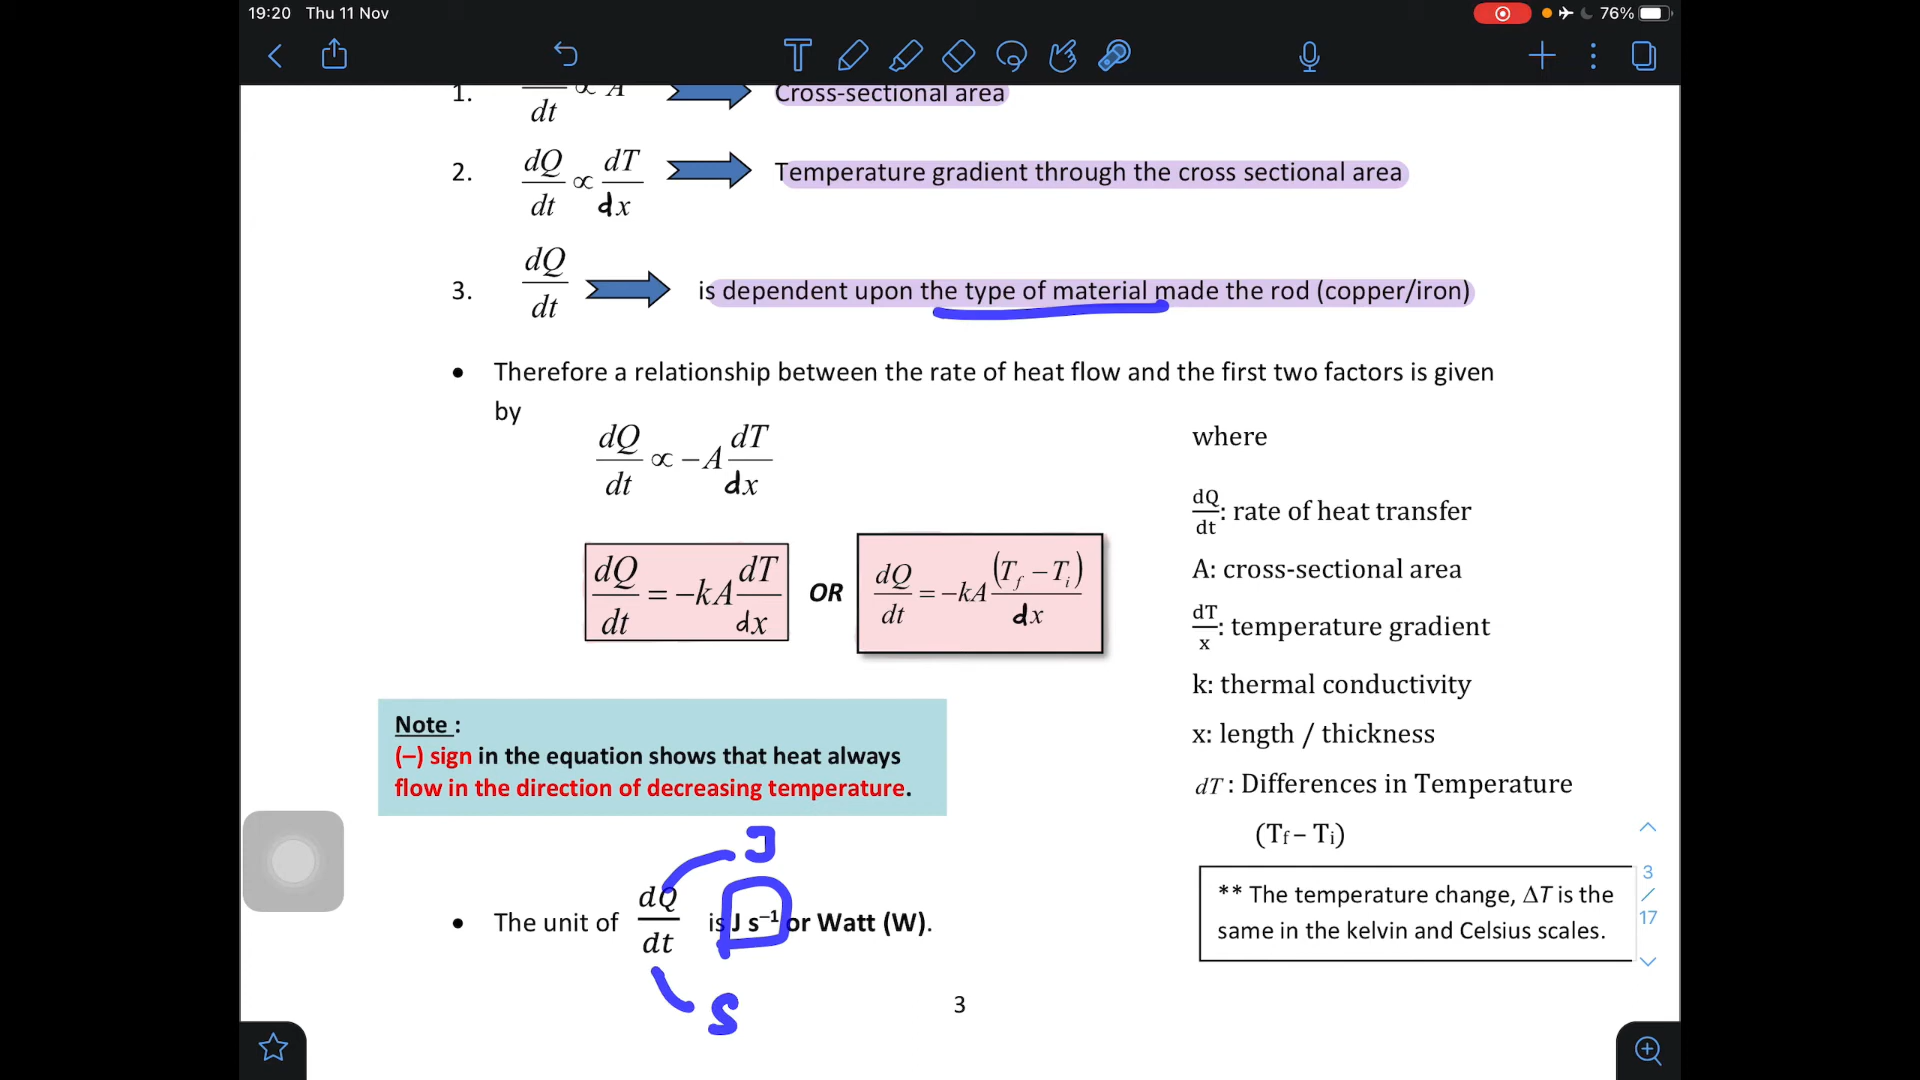 19:20 Thu 11 Nov 76%
1. dt ∝ A Cross-sectional area
2. dQ/dt ∝ dT/dx Temperature gradient through the cross sectional area
3. dQ/dt is dependent upon the type of material made the rod (copper/iron)
• Therefore a relationship between the rate of heat flow and the first two factors is given
by
dQ/dt ∝ −A dT/dx
dQ/dt = −kA dT/dx OR dQ/dt = −kA (T_f − T_i)/dx
Note :
(–) sign in the equation shows that heat always
flow in the direction of decreasing temperature.
where
dQ/dt: rate of heat transfer
A: cross-sectional area
dT/x: temperature gradient
k: thermal conductivity
x: length / thickness
dT : Differences in Temperature
(T_f – T_i)
** The temperature change, ΔT is the
same in the kelvin and Celsius scales.
J
• The unit of dQ/dt is J s⁻¹ or Watt (W).
S
3
3 / 17